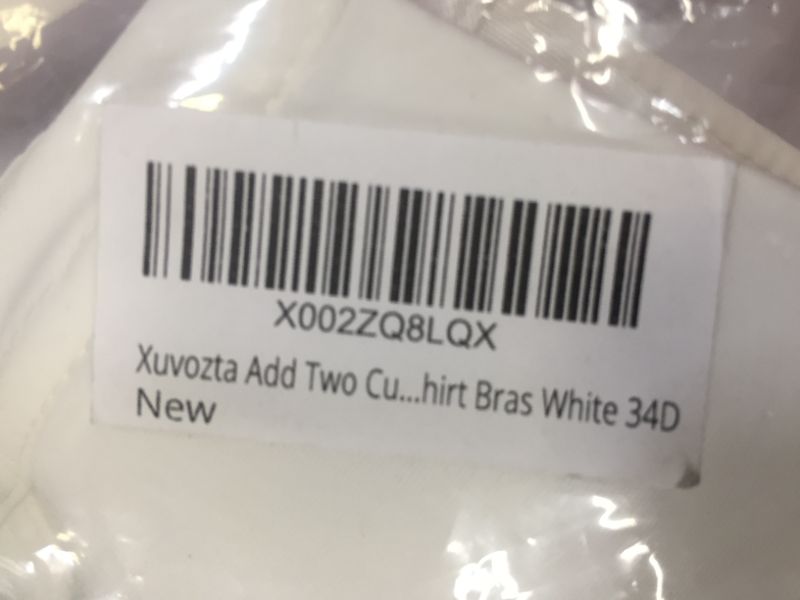 X002ZQ8LQX
Xuvozta Add Two Cu...hirt Bras White 34D
New